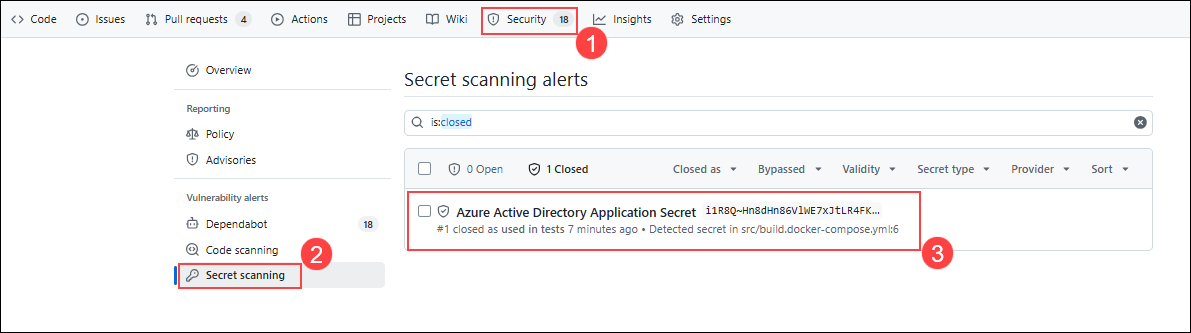 Code Issues Pull requests 4 Actions Projects Wiki Security 18 Insights Settings
1
Overview
Reporting
Policy
Advisories
Vulnerability alerts
Dependabot 18
Code scanning
2
Secret scanning
Secret scanning alerts
is:closed
0 Open 1 Closed Closed as Bypassed Validity Secret type Provider Sort
Azure Active Directory Application Secret i1R8Q~Hn8dHn86VlWE7xJtLR4FK…
#1 closed as used in tests 7 minutes ago • Detected secret in src/build.docker-compose.yml:6
3